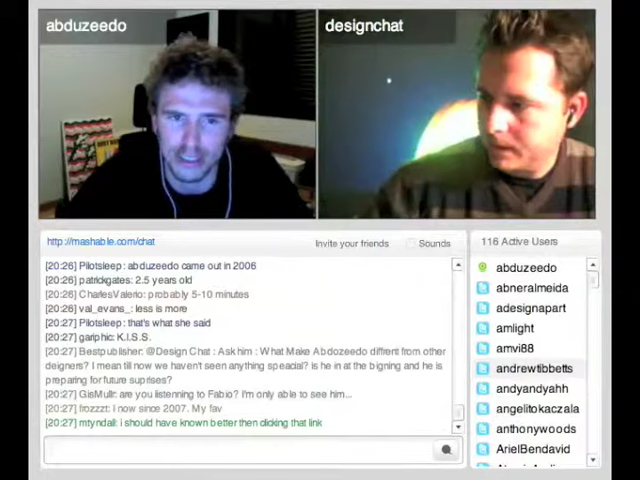 abduzeedo
designchat
http://mashable.com/chat
Invite your friends
Sounds
116 Active Users
[20:26] Pilotsleep: abduzeedo came out in 2006
[20:26] patrickgates: 2.5 years old
[20:26] CharlesValerio: probably 5-10 minutes
[20:26] val_evans_: less is more
[20:27] Pilotsleep: that's what she said
[20:27] gariphic: K.I.S.S.
[20:27] Bestpublisher: @Design Chat : Ask him : What Make Abdozeedo diffrent from other
deigners? I mean till now we haven't seen anything speacial? is he in at the bigning and he is
preparing for future suprises?
[20:27] GisMullr: are you listening to Fabio? i'm only able to see him...
[20:27] frozzzt: I now since 2007. My fav
[20:27] mtyndall: i should have known better then clicking that link
abduzeedo
abneralmeida
adesignapart
amlight
amvi88
andrewtibbetts
andyandyahh
angelitokaczala
anthonywoods
ArielBendavid